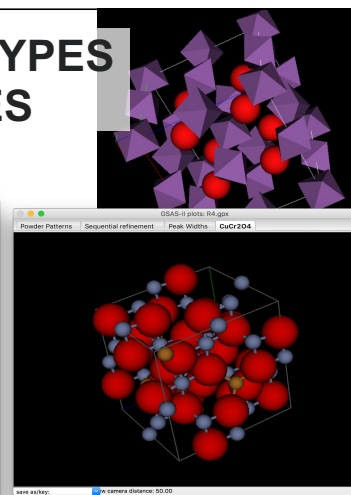 YPES
ES
GSAS-II plots: R4.gpx
Powder Patterns Sequential refinement Peak Widths CuCr2O4
save as/key: w camera distance: 50.00